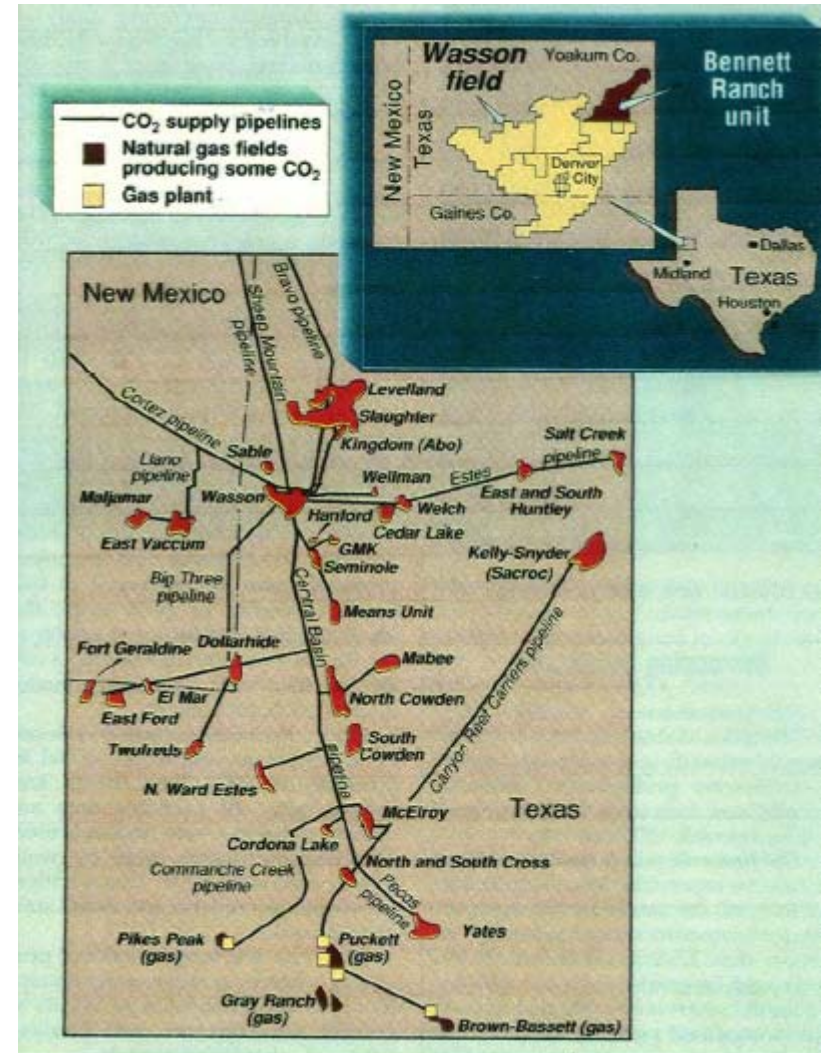 Wasson
field
Yoakum Co.
Bennett
Ranch
unit
New Mexico
Texas
Denver
City
Gaines Co.
Dallas
Midland
Texas
Houston
CO₂ supply pipelines
Natural gas fields
producing some CO₂
Gas plant
New Mexico
Sheep Mountain
pipeline
Bravo pipeline
Cortez pipeline
Levelland
Slaughter
Kingdom (Abo)
Salt Creek
Llano
pipeline
Sable
Wellman
Estes
pipeline
Maljamar
Wasson
Welch
East and South
Huntley
Hanford
Cedar Lake
East Vaccum
GMK
Seminole
Kelly-Snyder
(Sacroc)
Big Three
pipeline
Central Basin
pipeline
Means Unit
Fort Geraldine
Dollarhide
Mabee
El Mar
North Cowden
East Ford
Twofreds
South
Cowden
Canyon Reef Carriers pipeline
N. Ward Estes
McElroy
Texas
Cordona Lake
Commanche Creek
pipeline
North and South Cross
Pecos
pipeline
Pikes Peak
(gas)
Puckett
(gas)
Yates
Gray Ranch
(gas)
Brown-Bassett (gas)